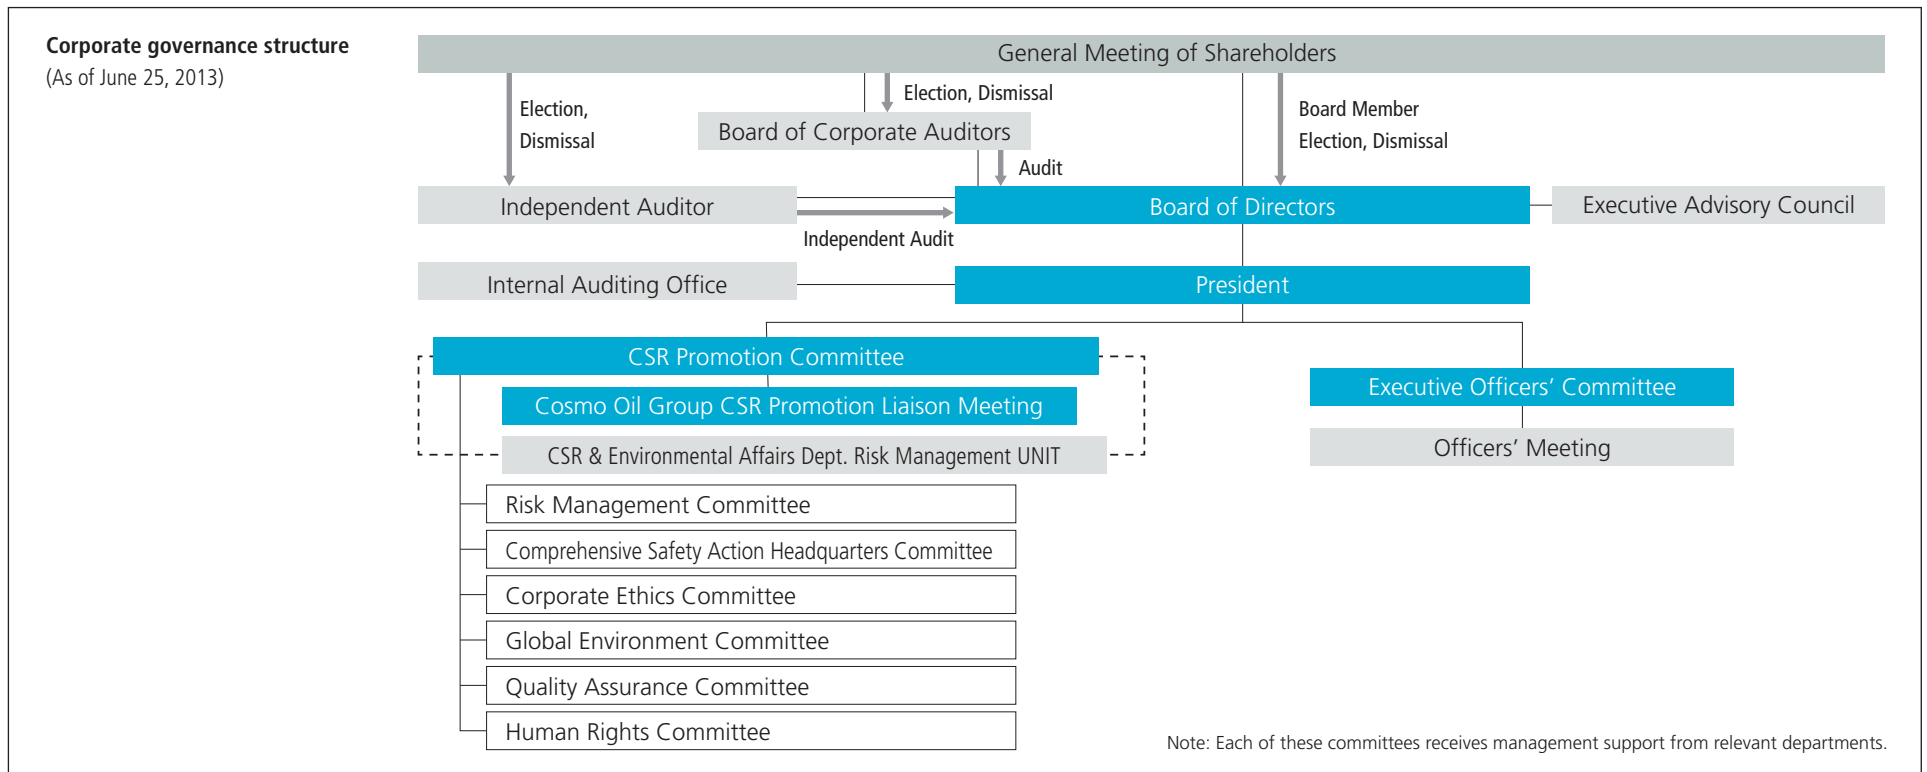 Corporate governance structure
(As of June 25, 2013)
General Meeting of Shareholders
Election,
Dismissal
Election, Dismissal
Board Member
Election, Dismissal
Board of Corporate Auditors
Audit
Independent Auditor
Independent Audit
Board of Directors
Executive Advisory Council
Internal Auditing Office
President
CSR Promotion Committee
Cosmo Oil Group CSR Promotion Liaison Meeting
CSR & Environmental Affairs Dept. Risk Management UNIT
Executive Officers’ Committee
Officers’ Meeting
Risk Management Committee
Comprehensive Safety Action Headquarters Committee
Corporate Ethics Committee
Global Environment Committee
Quality Assurance Committee
Human Rights Committee
Note: Each of these committees receives management support from relevant departments.